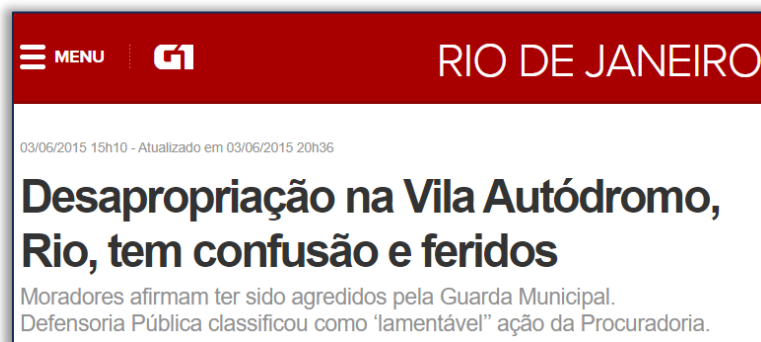 MENU G1 RIO DE JANEIRO
03/06/2015 15h10 - Atualizado em 03/06/2015 20h36
Desapropriação na Vila Autódromo,
Rio, tem confusão e feridos
Moradores afirmam ter sido agredidos pela Guarda Municipal.
Defensoria Pública classificou como ‘lamentável’’ ação da Procuradoria.